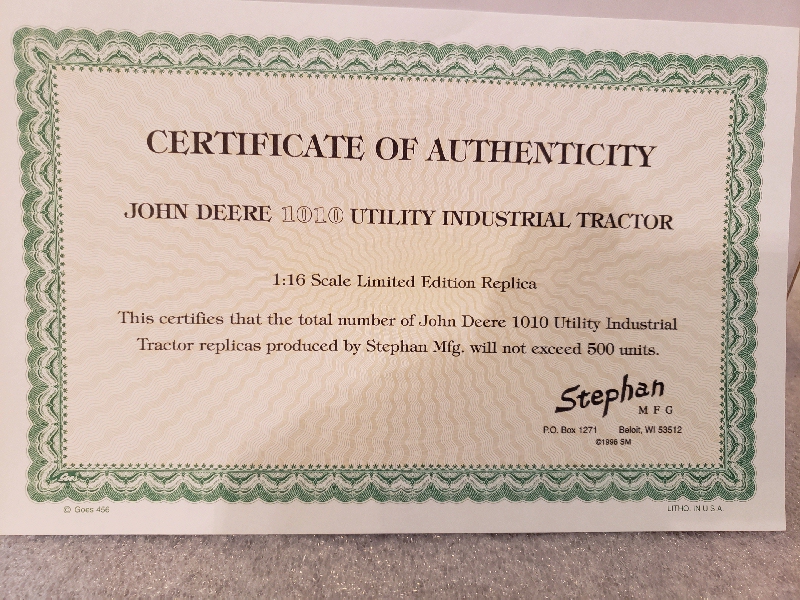 CERTIFICATE OF AUTHENTICITY
JOHN DEERE 1010 UTILITY INDUSTRIAL TRACTOR
1:16 Scale Limited Edition Replica
This certifies that the total number of John Deere 1010 Utility Industrial
Tractor replicas produced by Stephan Mfg. will not exceed 500 units.
Stephan
MFG
P.O. Box 1271 Beloit, WI 53512
©1996 SM
© Goes 456
LITHO. IN U.S.A.